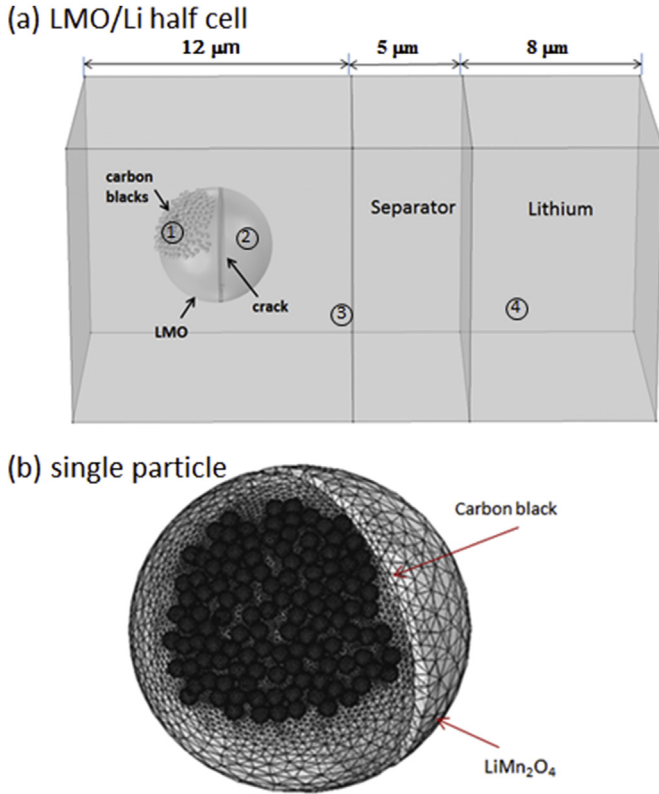 (a) LMO/Li half cell
12 µm 5 µm 8 µm
carbon
blacks
1 2
Separator Lithium
crack
LMO
3 4
(b) single particle
Carbon black
LiMn₂O₄